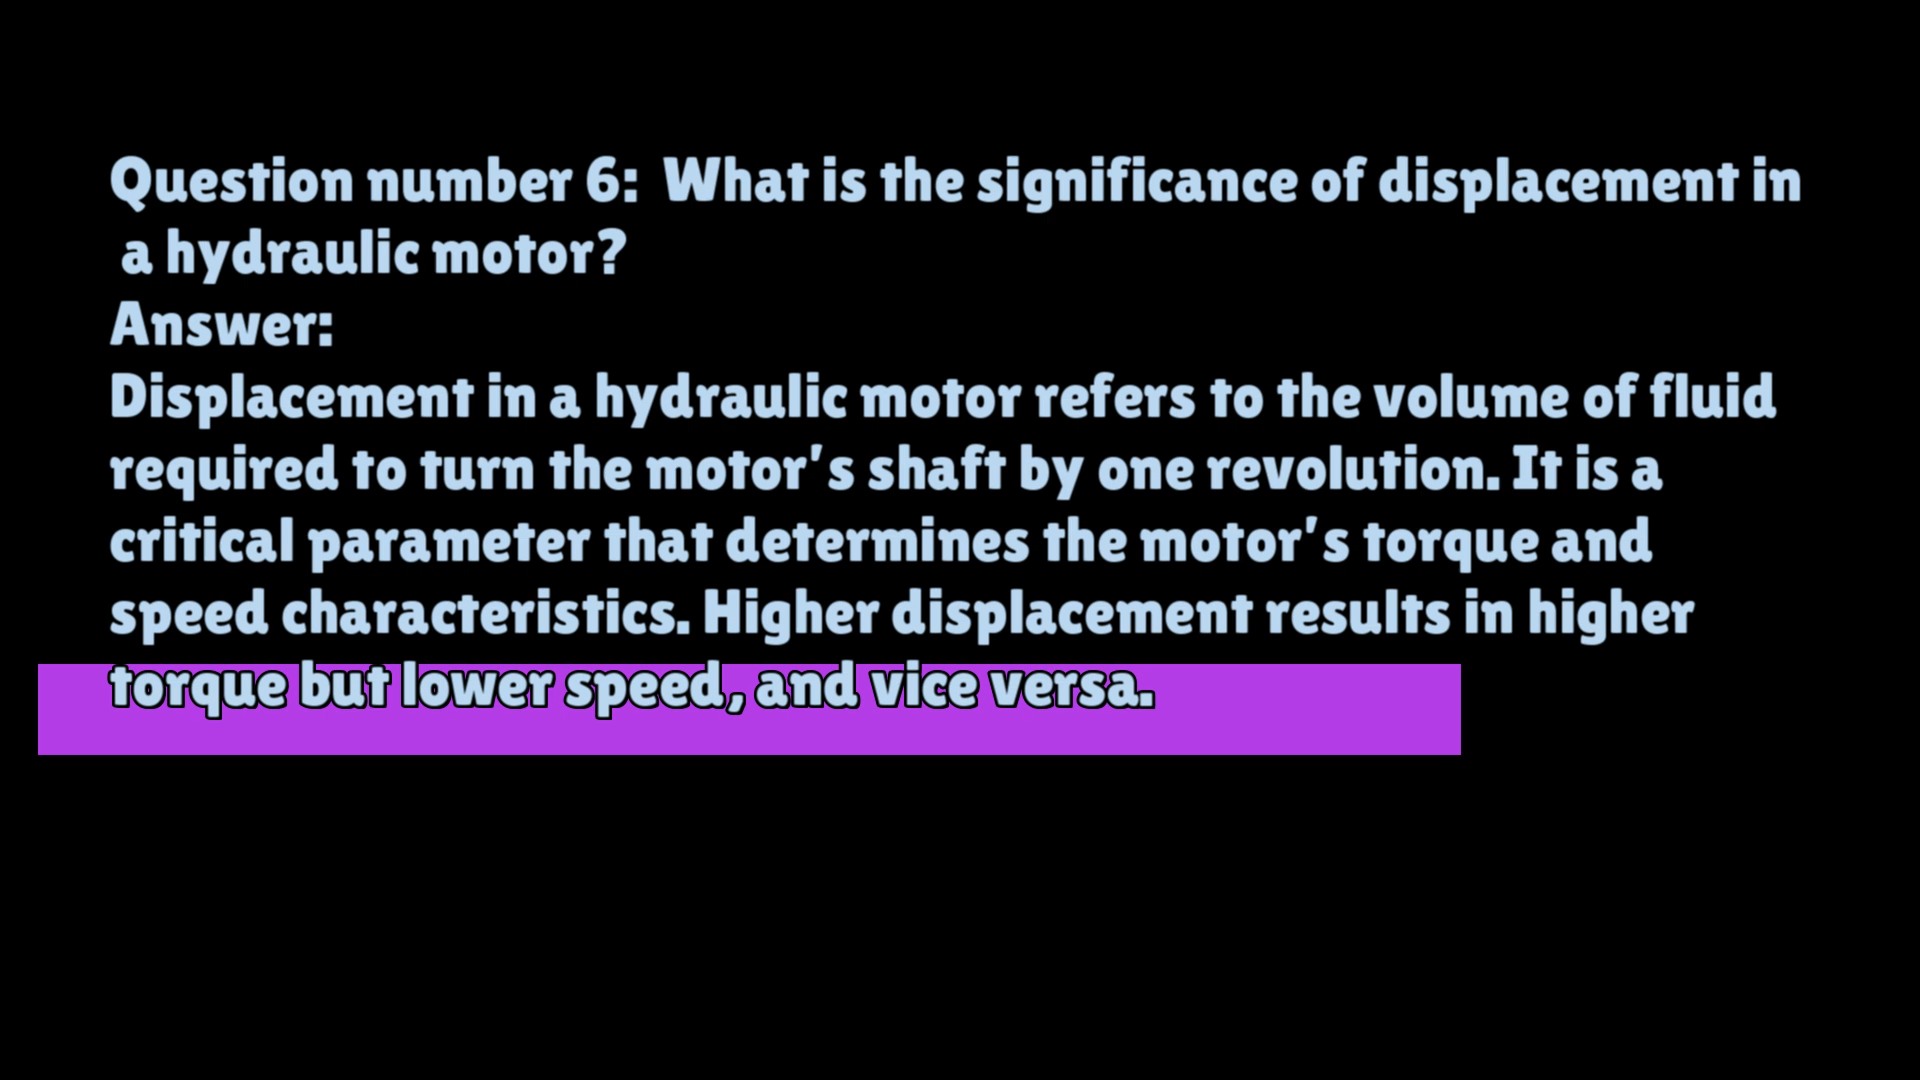 Question number 6:  What is the significance of displacement in
a hydraulic motor?
Answer:
Displacement in a hydraulic motor refers to the volume of fluid
required to turn the motor's shaft by one revolution. It is a
critical parameter that determines the motor's torque and
speed characteristics. Higher displacement results in higher
torque but lower speed, and vice versa.